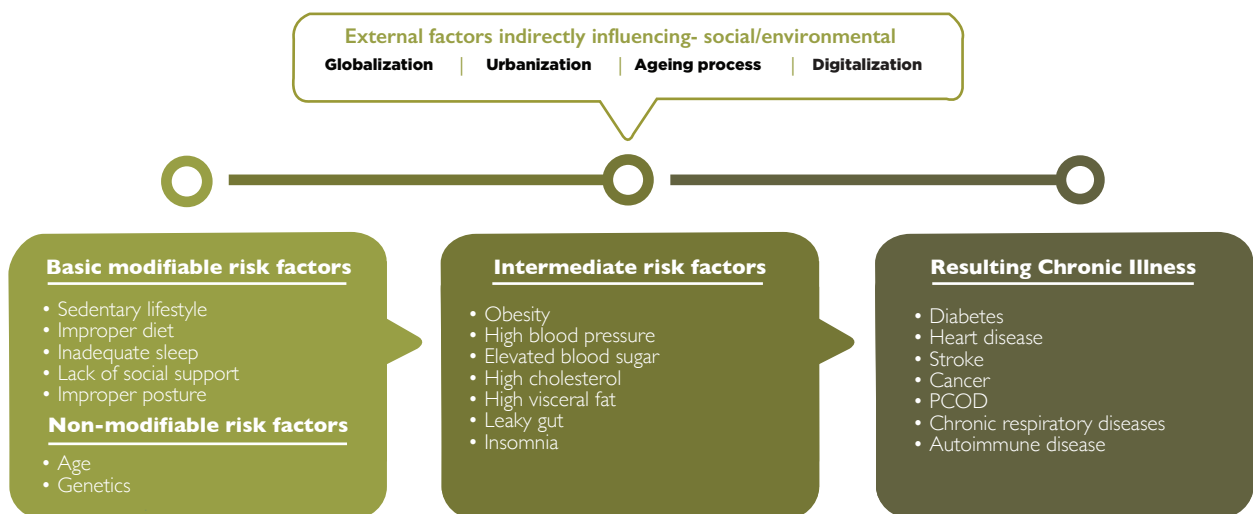 External factors indirectly influencing- social/environmental
Globalization | Urbanization | Ageing process | Digitalization
Basic modifiable risk factors
• Sedentary lifestyle
• Improper diet
• Inadequate sleep
• Lack of social support
• Improper posture
Non-modifiable risk factors
• Age
• Genetics
Intermediate risk factors
• Obesity
• High blood pressure
• Elevated blood sugar
• High cholesterol
• High visceral fat
• Leaky gut
• Insomnia
Resulting Chronic Illness
• Diabetes
• Heart disease
• Stroke
• Cancer
• PCOD
• Chronic respiratory diseases
• Autoimmune disease